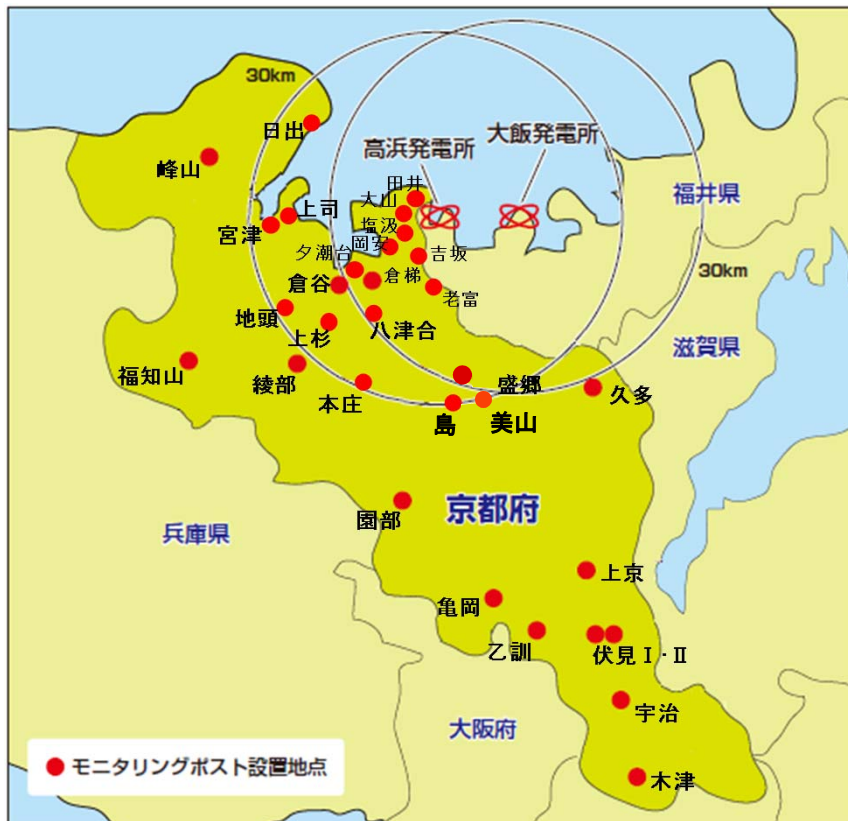 30km
日出
峰山
高浜発電所
大飯発電所
福井県
田井
大山
上司
宮津
塩汲
岡安
夕潮台
吉坂
30km
倉梯
倉谷
老富
地頭
上杉
八津合
滋賀県
福知山
綾部
本庄
盛郷
久多
島
美山
園部
京都府
兵庫県
上京
亀岡
乙訓
伏見Ⅰ・Ⅱ
宇治
大阪府
モニタリングポスト設置地点
木津